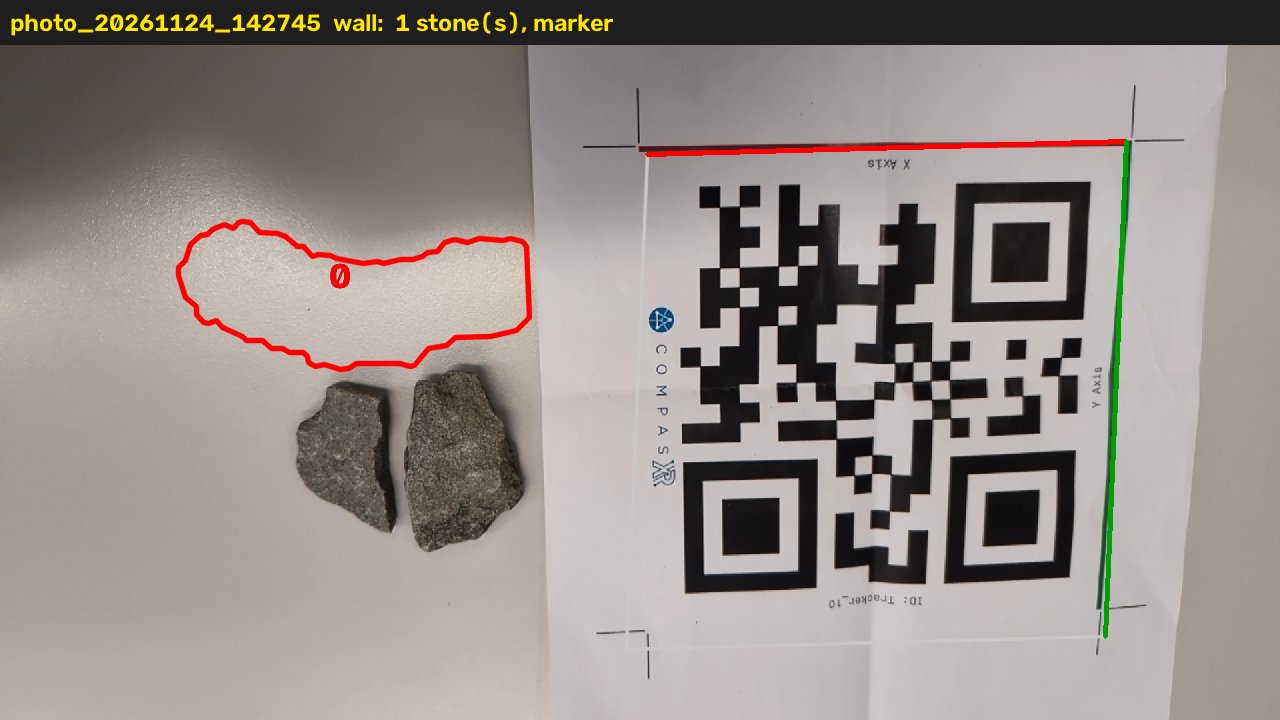 photo_20261124_142745 wall: 1 stone(s), marker
X Axis
0
COMPAS XR
Y Axis
ID: Tracker_10